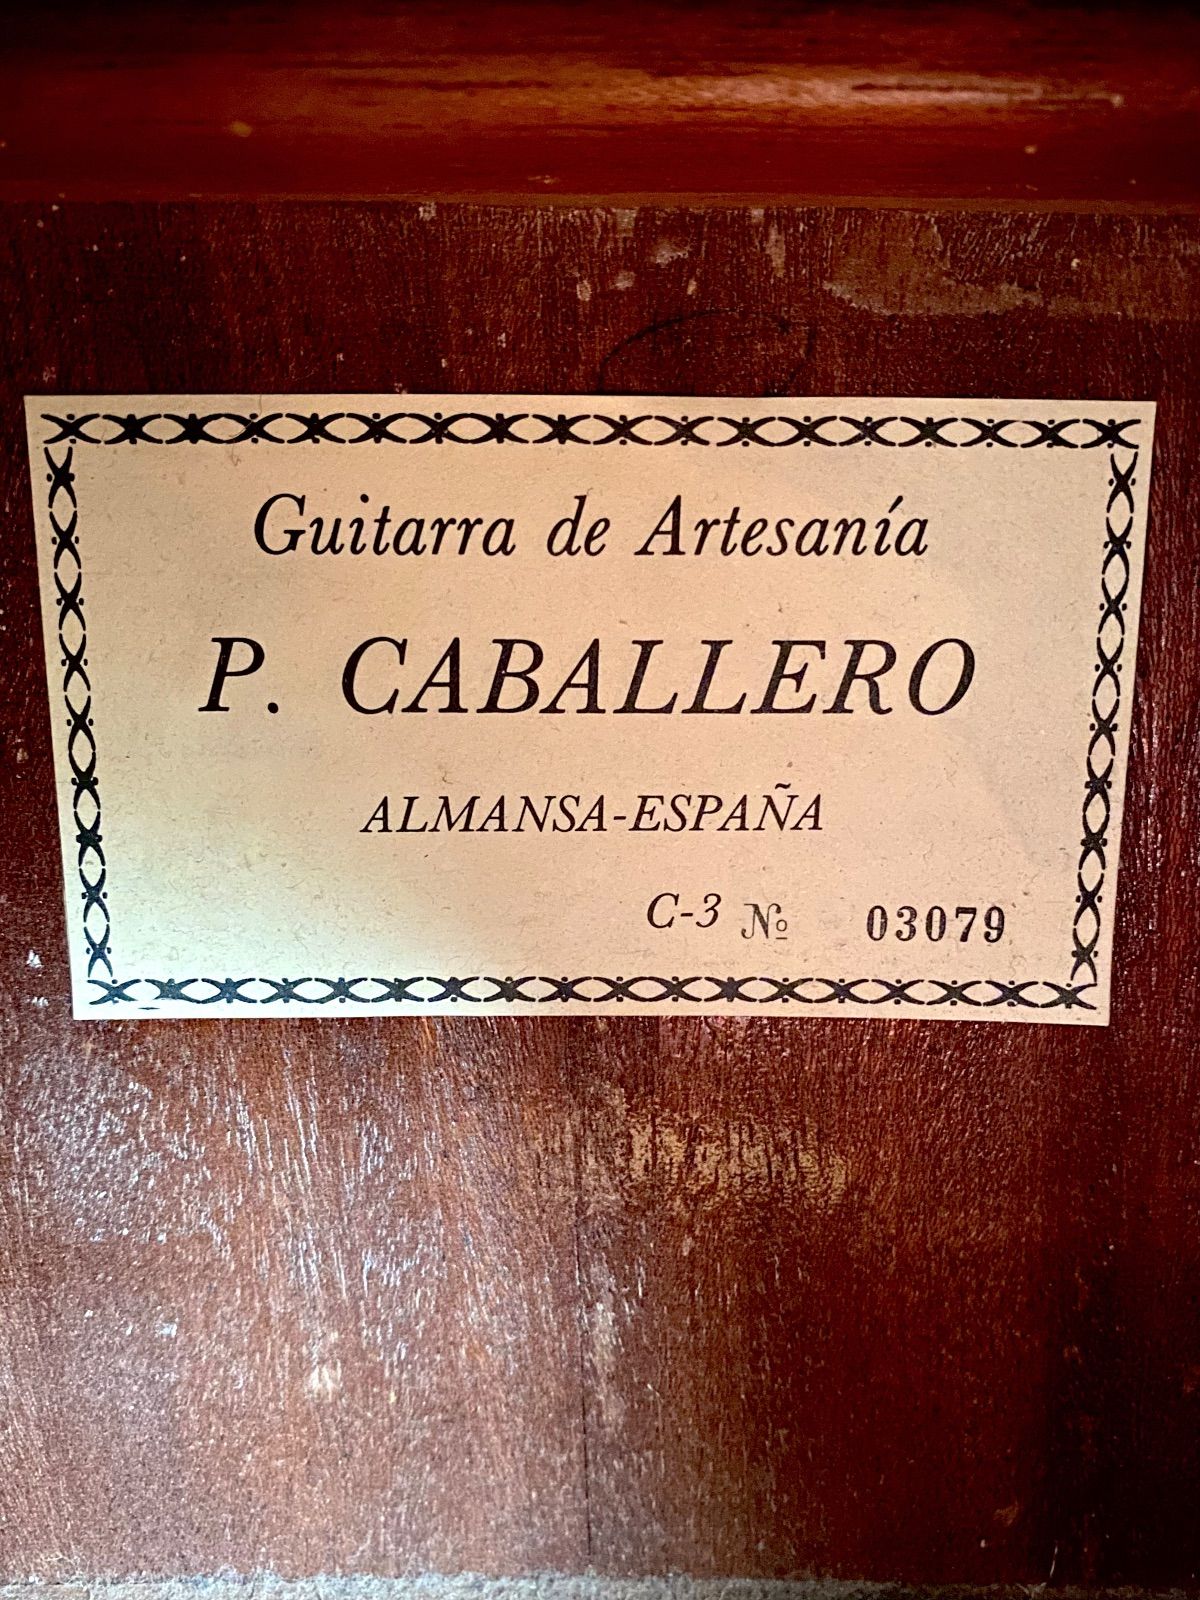 Guitarra de Artesanía
P. CABALLERO
ALMANSA-ESPAÑA
C-3 № 03079